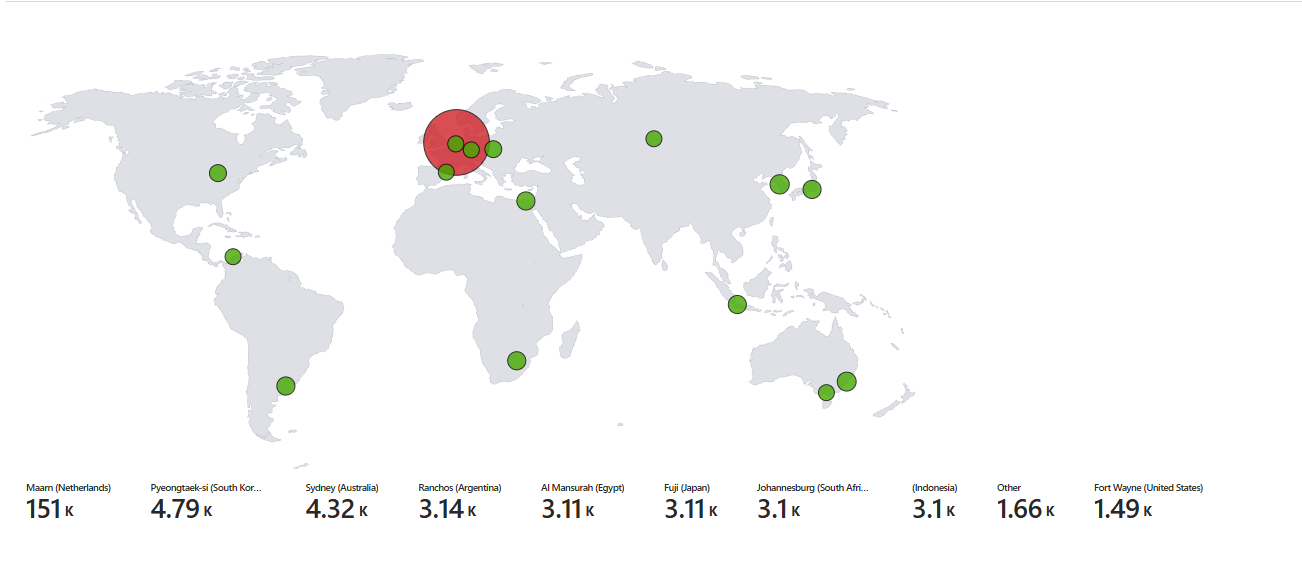 Maarn (Netherlands) Pyeongtaek-si (South Kor... Sydney (Australia) Ranchos (Argentina) Al Mansurah (Egypt) Fuji (Japan) Johannesburg (South Afri... (Indonesia) Other Fort Wayne (United States)
151 K 4.79 K 4.32 K 3.14 K 3.11 K 3.11 K 3.1 K 3.1 K 1.66 K 1.49 K